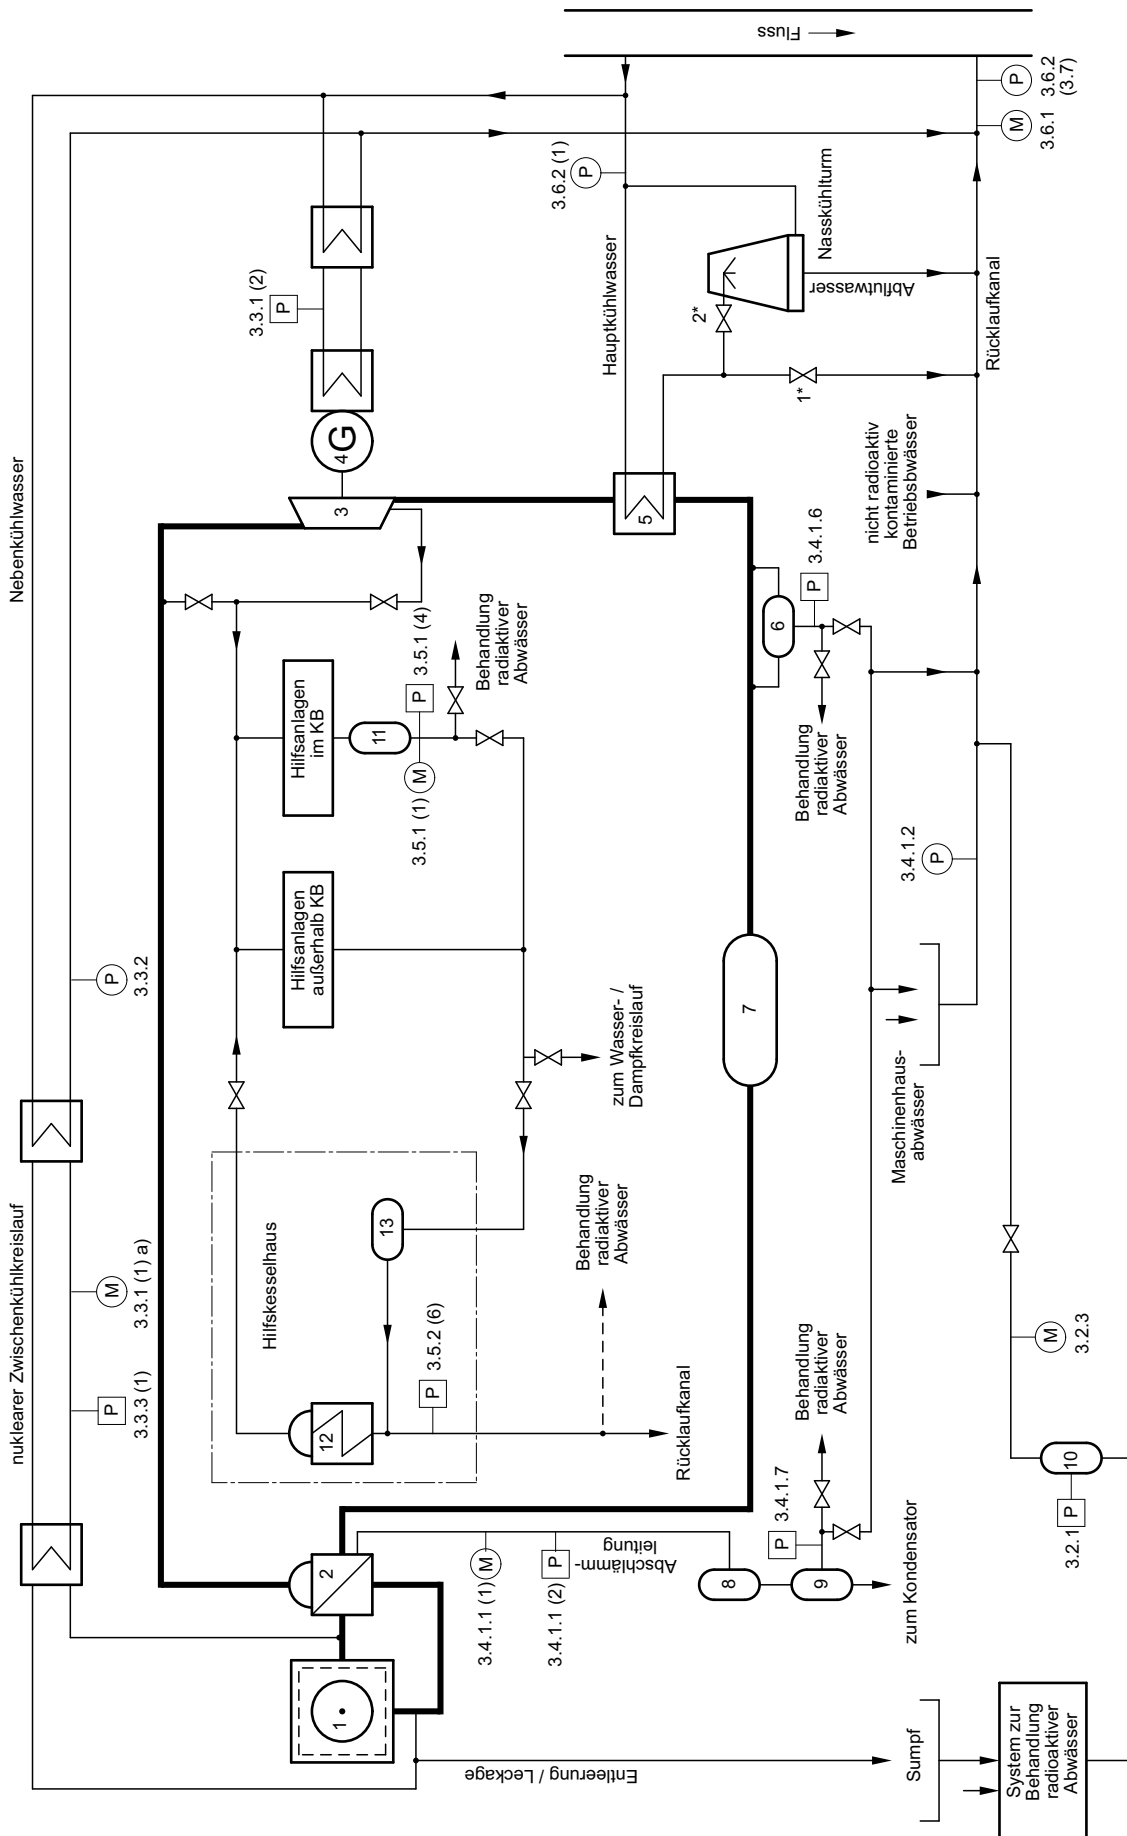 Fluss
Nebenkühlwasser
nuklearer Zwischenkühlkreislauf
3.3.3 (1)
P
3.3.1 (1) a)
M
3.3.2
P
3.3.1 (2)
P
3.6.2 (1)
P
3.6.1
M
3.6.2
(3.7)
P
Hauptkühlwasser
Nasskühlturm
Abflutwasser
Rücklaufkanal
2*
1*
nicht radioaktiv
kontaminierte
Betriebsbwässer
1
2
3
4
G
5
6
7
8
9
10
11
12
13
Hilfsanlagen
im KB
Hilfsanlagen
außerhalb KB
3.5.1 (1)
M
P
3.5.1 (4)
Behandlung
radiaktiver
Abwässer
zum Wasser- /
Dampfkreislauf
Hilfskesselhaus
P
3.5.2 (6)
Behandlung
radiaktiver
Abwässer
Rücklaufkanal
P
3.4.1.6
Behandlung
radiaktiver
Abwässer
3.4.1.2
P
Maschinenhaus-
abwässer
3.4.1.1 (1)
M
3.4.1.1 (2)
P
Abschlämm-
leitung
P
3.4.1.7
Behandlung
radiaktiver
Abwässer
zum Kondensator
M
3.2.3
3.2.1
P
Entleerung / Leckage
Sumpf
System zur
Behandlung
radioaktiver
Abwässer